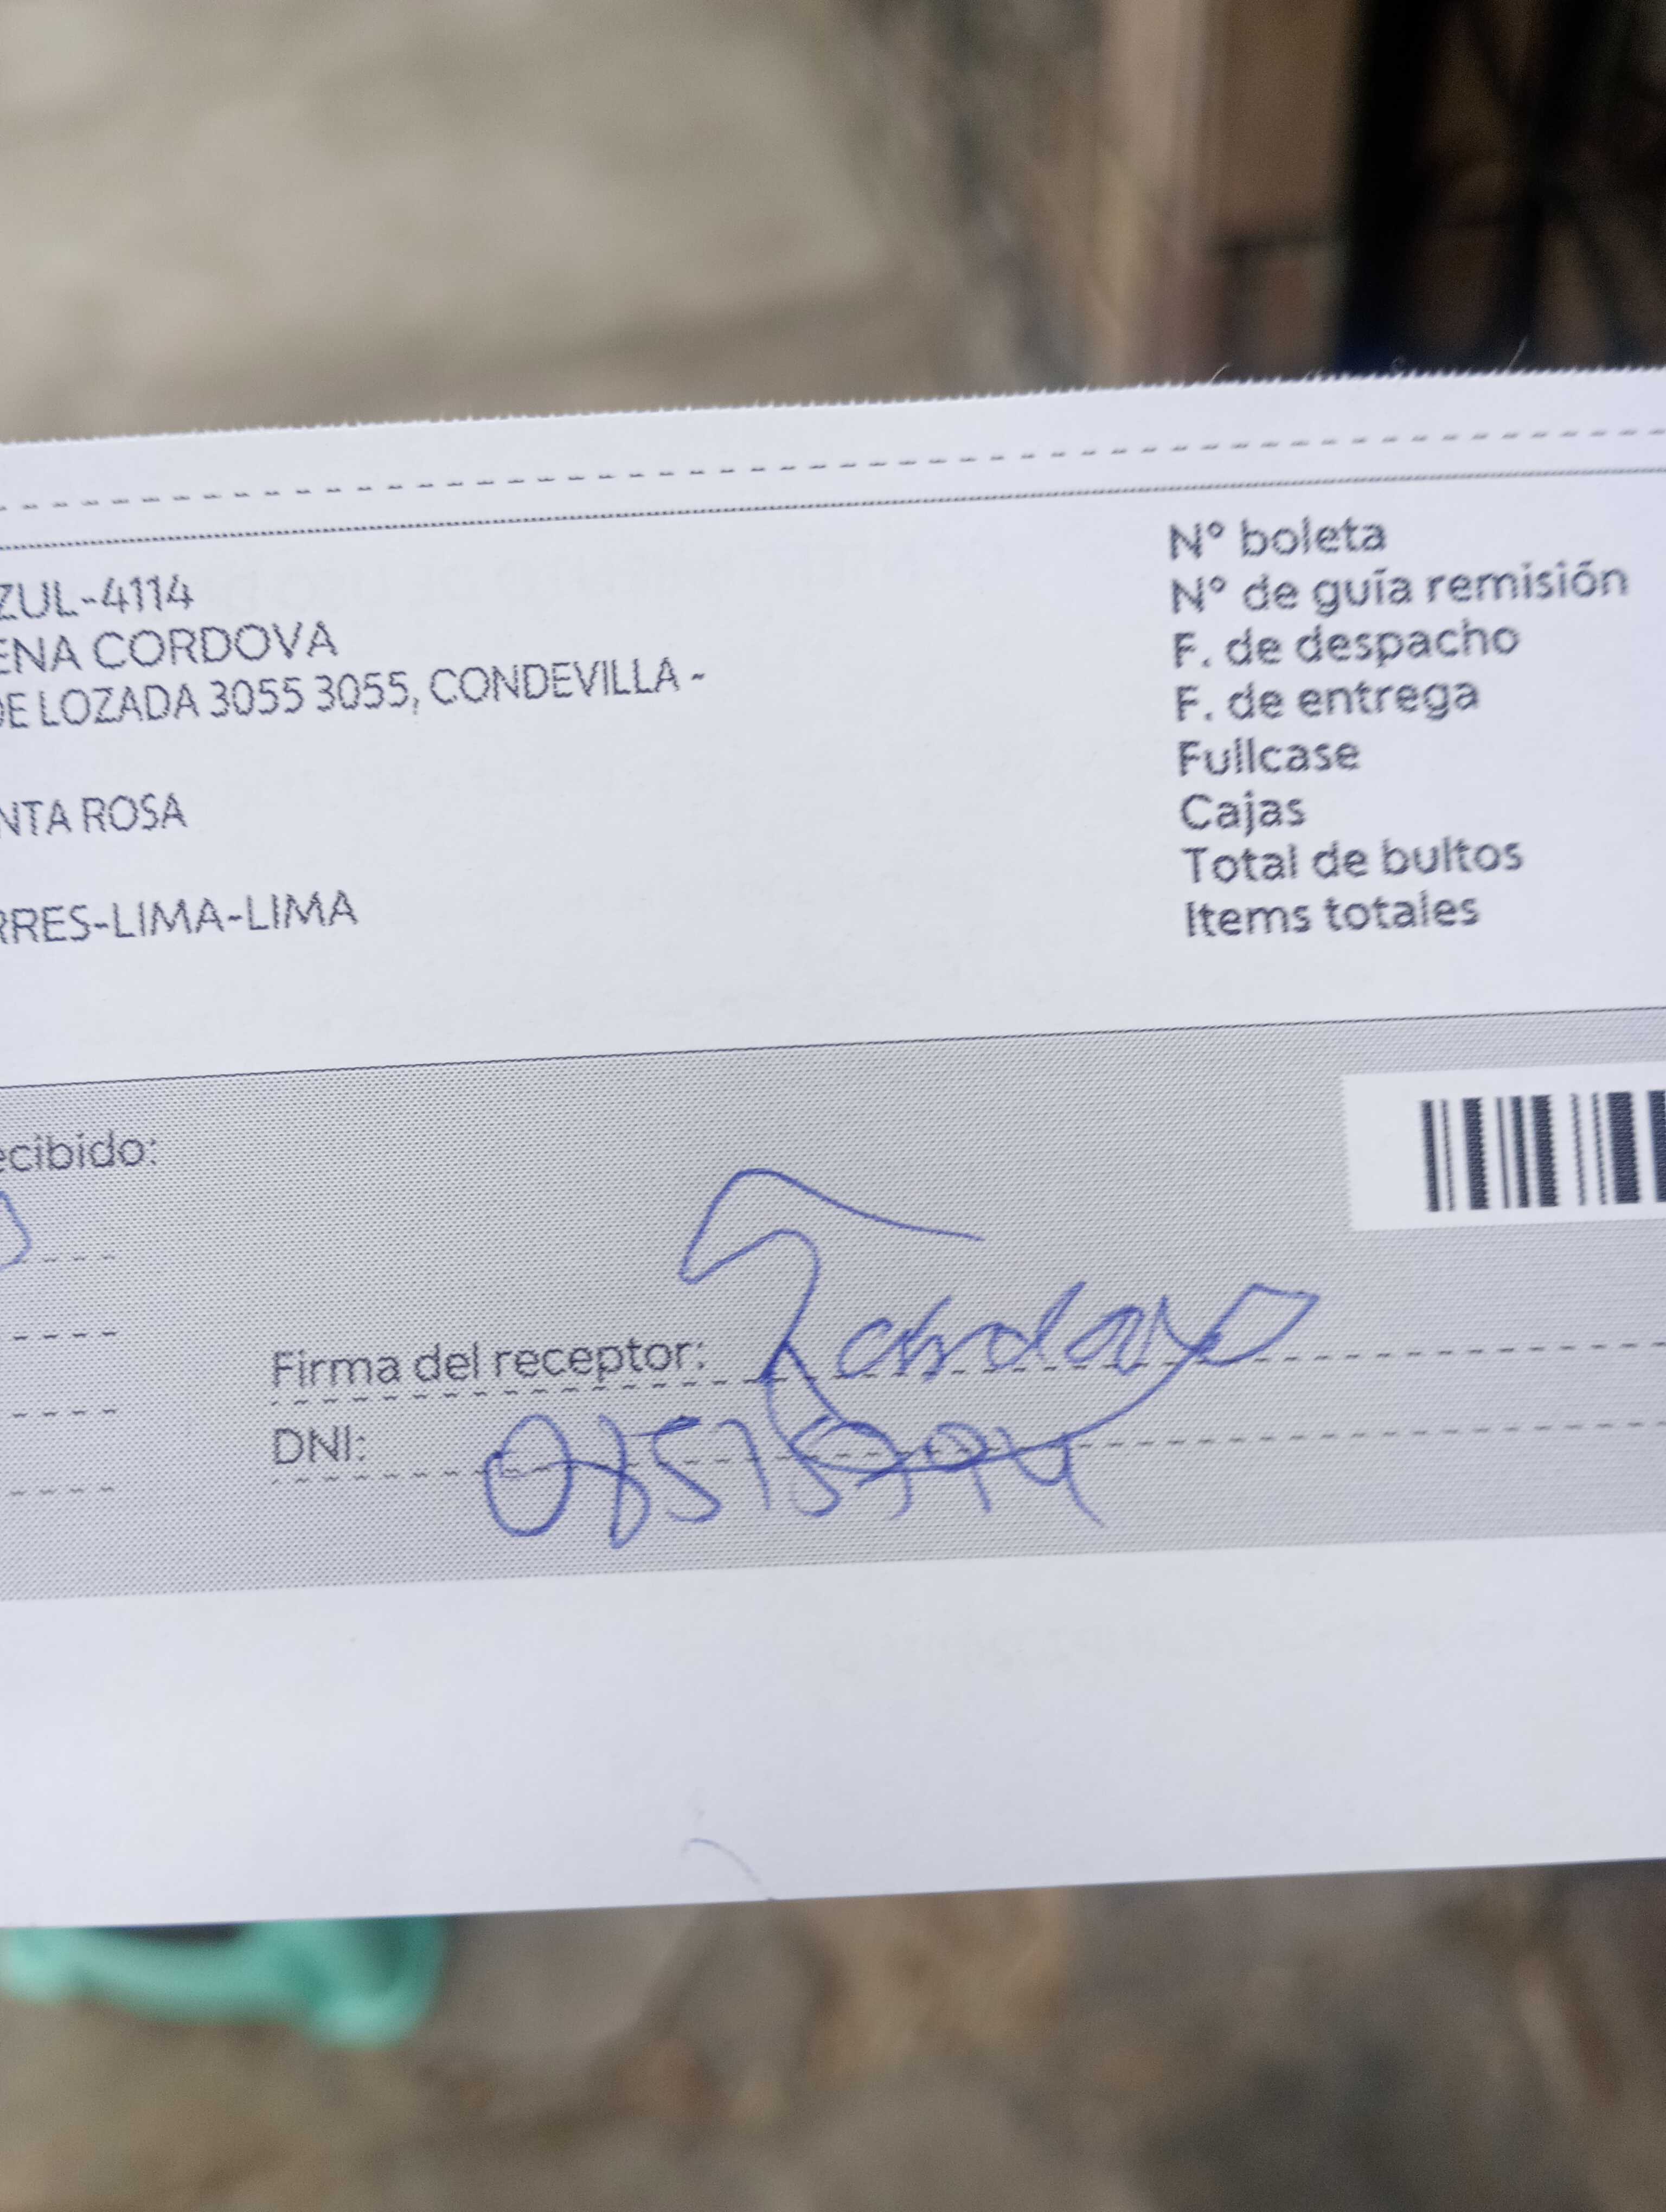 ZUL-4114
ENA CORDOVA
DE LOZADA 3055 3055, CONDEVILLA -
NTA ROSA
RRES-LIMA-LIMA
N° boleta
N° de guía remisión
F. de despacho
F. de entrega
Fullcase
Cajas
Total de bultos
Items totales
ecibido:
Firma del receptor:
DNI: